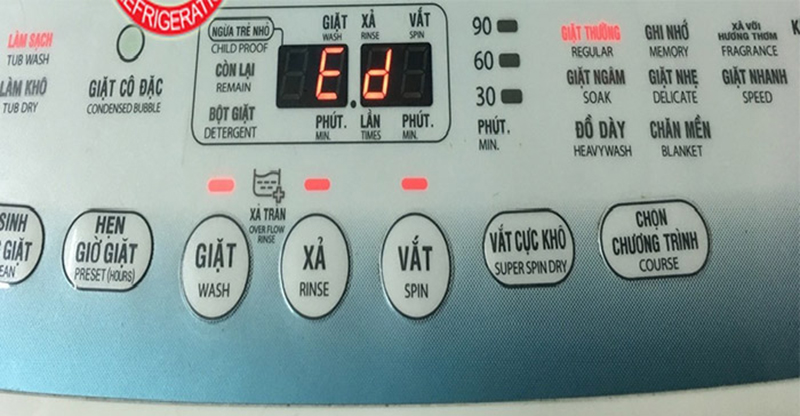 REFRIGERATI
LÀM SẠCH
TUB WASH
LÀM KHÔ
TUB DRY
GIẶT CÔ ĐẶC
CONDENSED BUBBLE
NGỪA TRẺ NHỎ
CHILD PROOF
CÒN LẠI
REMAIN
BỘT GIẶT
DETERGENT
GIẶT XẢ VẮT
WASH RINSE SPIN
Ed
PHÚT. LẦN PHÚT.
MIN. TIMES MIN.
90
60
30
PHÚT.
MIN.
GIẶT THƯỜNG
REGULAR
GIẶT NGÂM
SOAK
ĐỒ DÀY
HEAVYWASH
GHI NHỚ
MEMORY
GIẶT NHẸ
DELICATE
CHĂN MỀN
BLANKET
XẢ VỚI
HƯƠNG THƠM
FRAGRANCE
GIẶT NHANH
SPEED
K
SINH
GIẶT
EAN
HẸN
GIỜ GIẶT
PRESET (HOURS)
GIẶT
WASH
XẢ TRÀN
OVER FLOW
RINSE
XẢ
RINSE
VẮT
SPIN
VẮT CỰC KHÔ
SUPER SPIN DRY
CHỌN
CHƯƠNG TRÌNH
COURSE